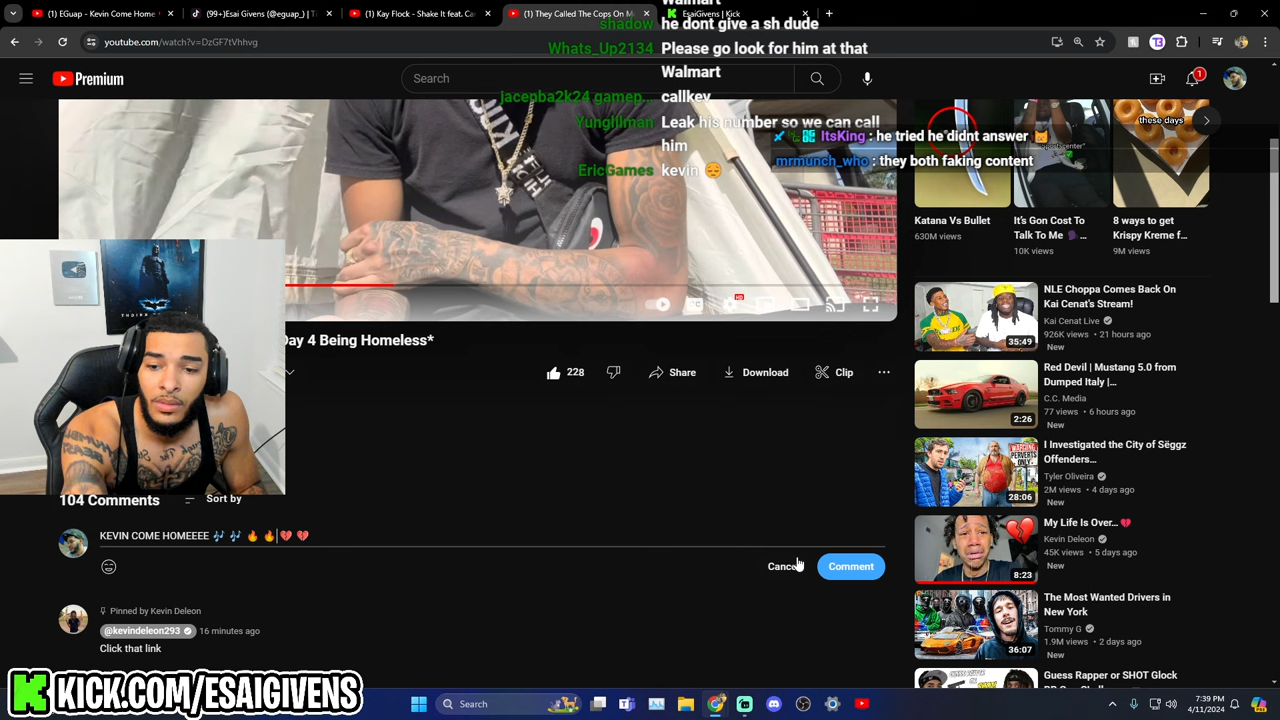 (1) EGuap - Kevin Come Home
(99+) Esai Givens (@eguap_) | Ti
(1) Kay Flock - Shake It feat. Ca
(1) They Called The Cops On M
EsaiGivens | Kick
youtube.com/watch?v=DzGF7tVhhvg
Premium
Search
1
Walmart
shadow he dont give a sh dude
Whats_Up2134 Please go look for him at that
Walmart
jacenba2k24 gamep... callkev
Yunglllman Leak his number so we can call
him
EricGames kevin
ItsKing : he tried he didnt answer
mrmunch_who : they both faking content
these days
Katana Vs Bullet
630M views
It's Gon Cost To
Talk To Me
10K views
8 ways to get
Krispy Kreme f...
9M views
HD
Day 4 Being Homeless*
228
Share
Download
Clip
104 Comments
Sort by
KEVIN COME HOMEEEE
Cancel
Comment
Pinned by Kevin Deleon
@kevindeleon293 16 minutes ago
Click that link
NLE Choppa Comes Back On
Kai Cenat's Stream!
Kai Cenat Live
926K views • 21 hours ago
New
35:49
Red Devil | Mustang 5.0 from
Dumped Italy |...
C.C. Media
77 views • 6 hours ago
New
2:26
I Investigated the City of Sëggz
Offenders...
Tyler Oliveira
2M views • 4 days ago
New
28:06
My Life Is Over...
Kevin Deleon
45K views • 5 days ago
New
8:23
The Most Wanted Drivers in
New York
Tommy G
1.9M views • 2 days ago
New
36:07
Guess Rapper or SHOT Glock
K KICK.COM/ESAIGIVENS
Search
7:39 PM
4/11/2024